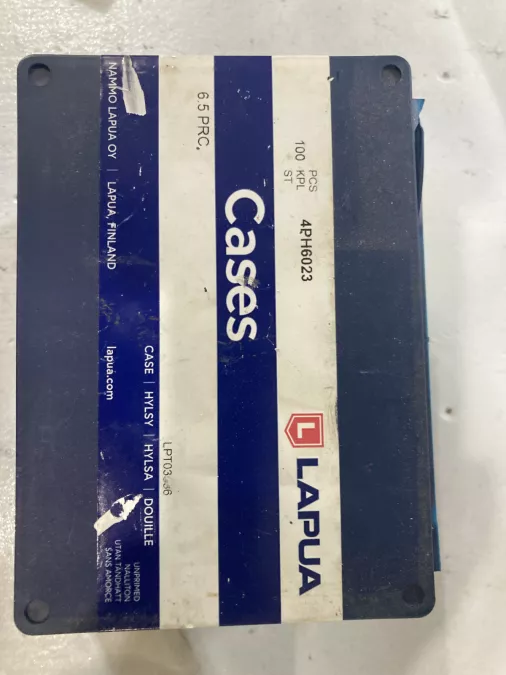 LAPUA
4PH6023
100
PCS
KPL
ST
Cases
6.5 PRC,
CASE | HYLSY | HYLSA | DOUILLE
UNPRIMED
NALLITON
UTAN TÄNDHATT
SANS AMORCE
NAMMO LAPUA OY | LAPUA, FINLAND
lapua.com